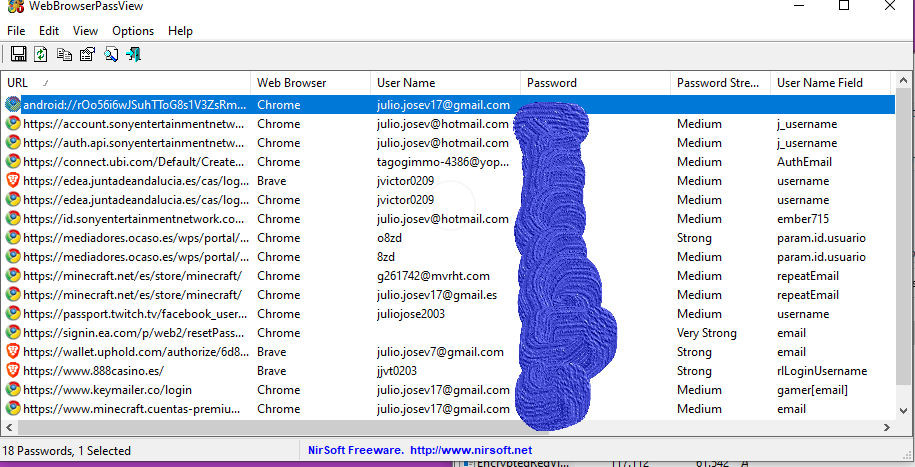 WebBrowserPassView
File Edit View Options Help
URL / Web Browser User Name Password Password Stre... User Name Field
android://rOo56i6wJSuhTToG8s1V3ZsRm... Chrome julio.josev17@gmail.com
https://account.sonyentertainmentnetw... Chrome julio.josev@hotmail.com Medium j_username
https://auth.api.sonyentertainmentnetw... Chrome julio.josev@hotmail.com Medium j_username
https://connect.ubi.com/Default/Create... Chrome tagogimmo-4386@yop... Medium AuthEmail
https://edea.juntadeandalucia.es/cas/log... Brave jvictor0209 Medium username
https://edea.juntadeandalucia.es/cas/log... Chrome jvictor0209 Medium username
https://id.sonyentertainmentnetwork.co... Chrome julio.josev@hotmail.com Medium ember715
https://mediadores.ocaso.es/wps/portal/... Chrome o8zd Strong param.id.usuario
https://mediadores.ocaso.es/wps/portal/... Chrome 8zd Medium param.id.usuario
https://minecraft.net/es/store/minecraft/ Chrome g261742@mvrht.com Medium repeatEmail
https://minecraft.net/es/store/minecraft/ Chrome julio.josev17@gmail.es Medium repeatEmail
https://passport.twitch.tv/facebook_user... Chrome juliojose2003 Medium username
https://signin.ea.com/p/web2/resetPass... Chrome Very Strong email
https://wallet.uphold.com/authorize/6d8... Brave julio.josev7@gmail.com Strong email
https://www.888casino.es/ Brave jjvt0203 Strong rlLoginUsername
https://www.keymailer.co/login Chrome julio.josev17@gmail.com Medium gamer[email]
https://www.minecraft.cuentas-premiu... Chrome julio.josev17@gmail.com Medium email
18 Passwords, 1 Selected NirSoft Freeware. http://www.nirsoft.net